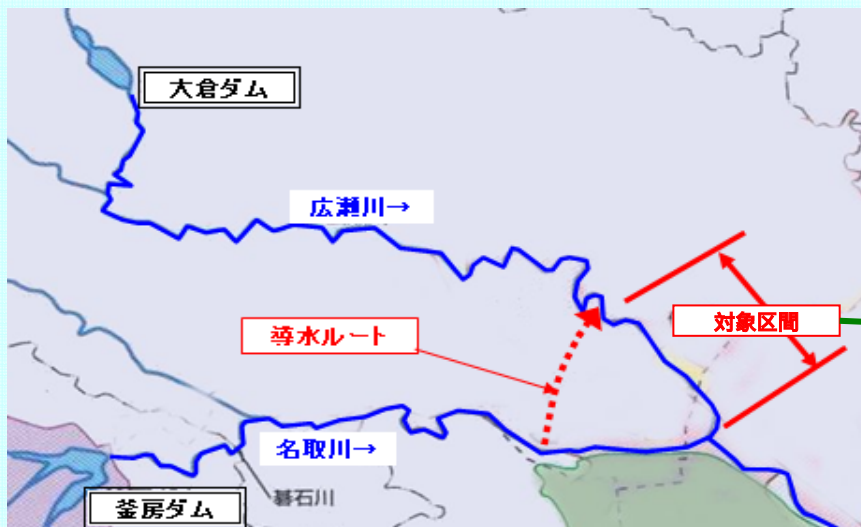 大倉ダム
広瀬川→
対象区間
導水ルート
名取川→
碁石川
釜房ダム